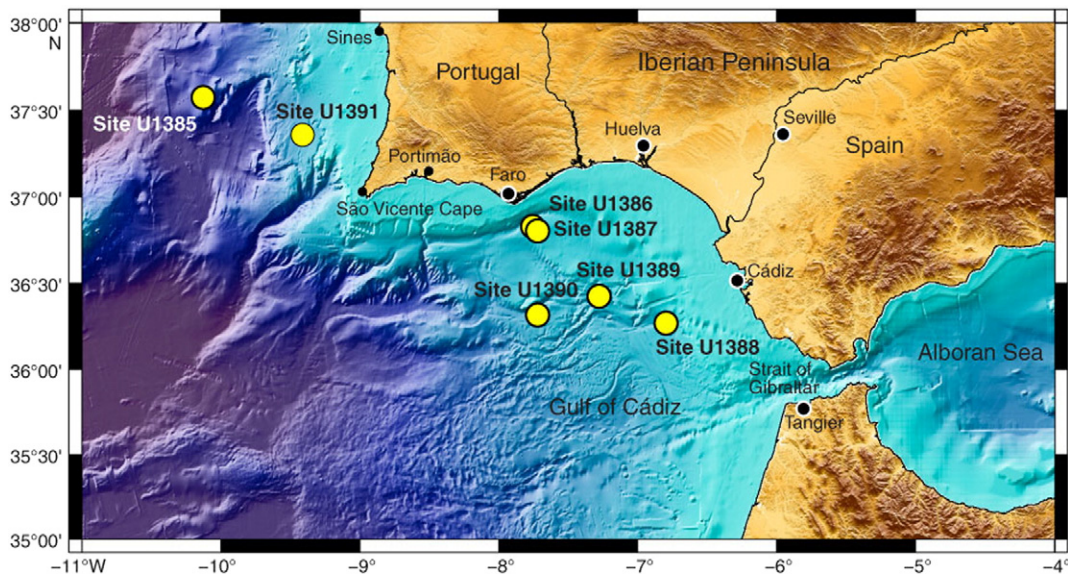 38°00'
N
37°30'
37°00'
36°30'
36°00'
35°30'
35°00'
Sines
Portugal
Iberian Peninsula
Site U1385
Site U1391
Huelva
Seville
Spain
Portimão
Faro
São Vicente Cape
Site U1386
Site U1387
Site U1389
Cádiz
Site U1390
Site U1388
Alboran Sea
Strait of
Gibraltar
Gulf of Cádiz
Tangier
−11°W
−10°
−9°
−8°
−7°
−6°
−5°
−4°